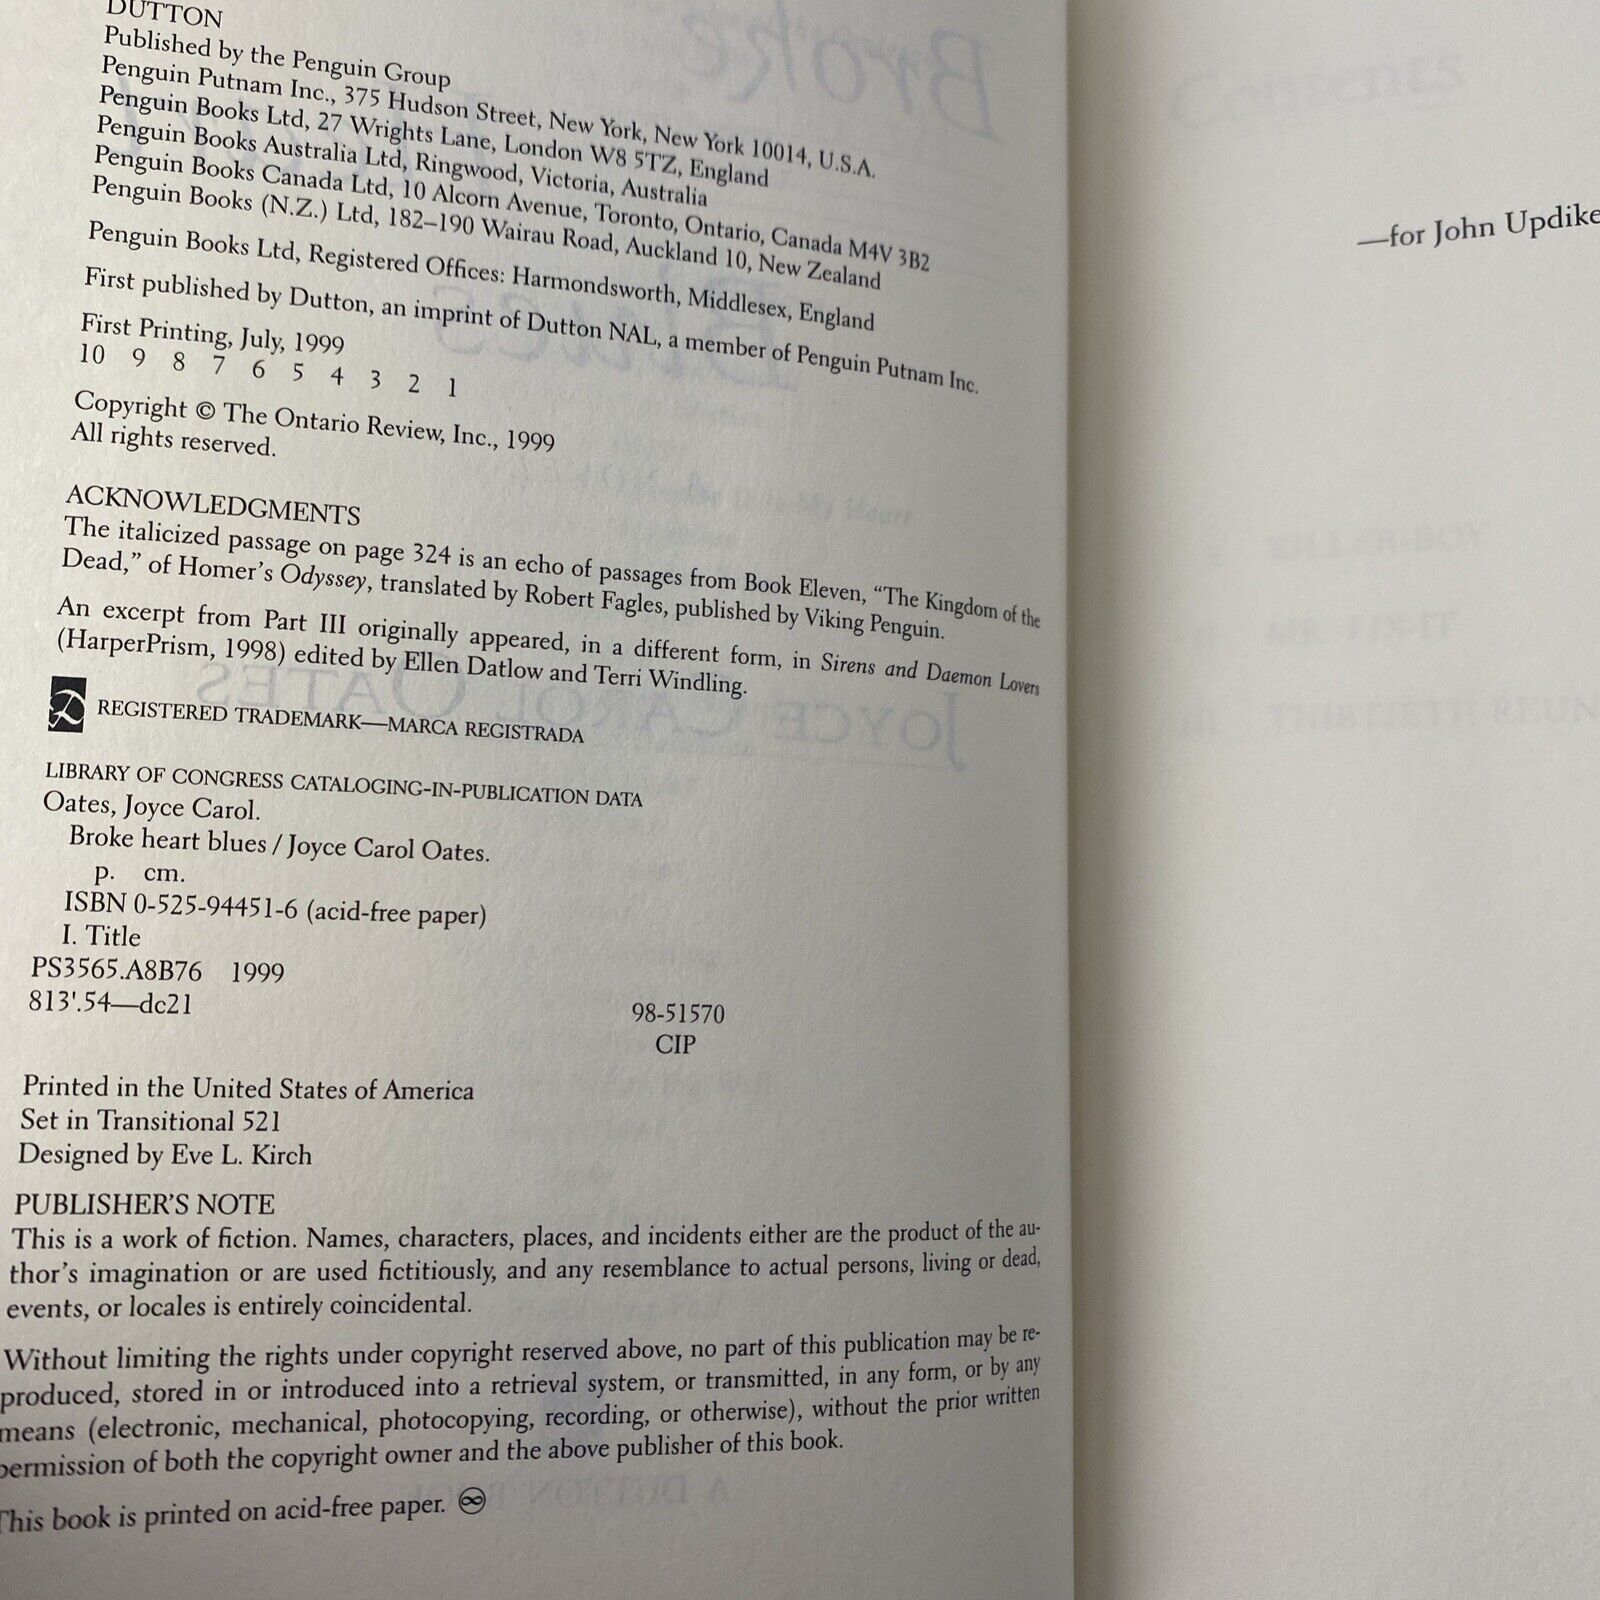 DUTTON
Published by the Penguin Group
Penguin Putnam Inc., 375 Hudson Street, New York, New York 10014, U.S.A.
Penguin Books Ltd, 27 Wrights Lane, London W8 5TZ, England
Penguin Books Australia Ltd, Ringwood, Victoria, Australia
Penguin Books Canada Ltd, 10 Alcorn Avenue, Toronto, Ontario, Canada M4V 3B2
Penguin Books (N.Z.) Ltd, 182–190 Wairau Road, Auckland 10, New Zealand
Penguin Books Ltd, Registered Offices: Harmondsworth, Middlesex, England
First published by Dutton, an imprint of Dutton NAL, a member of Penguin Putnam Inc.
First Printing, July, 1999
10 9 8 7 6 5 4 3 2 1
Copyright © The Ontario Review, Inc., 1999
All rights reserved.
ACKNOWLEDGMENTS
The italicized passage on page 324 is an echo of passages from Book Eleven, “The Kingdom of the
Dead,” of Homer’s Odyssey, translated by Robert Fagles, published by Viking Penguin.
An excerpt from Part III originally appeared, in a different form, in Sirens and Daemon Lovers
(HarperPrism, 1998) edited by Ellen Datlow and Terri Windling.
REGISTERED TRADEMARK—MARCA REGISTRADA
LIBRARY OF CONGRESS CATALOGING-IN-PUBLICATION DATA
Oates, Joyce Carol.
Broke heart blues / Joyce Carol Oates.
p. cm.
ISBN 0-525-94451-6 (acid-free paper)
I. Title
PS3565.A8B76 1999
813'.54—dc21
98-51570
CIP
Printed in the United States of America
Set in Transitional 521
Designed by Eve L. Kirch
PUBLISHER’S NOTE
This is a work of fiction. Names, characters, places, and incidents either are the product of the au-
thor’s imagination or are used fictitiously, and any resemblance to actual persons, living or dead,
events, or locales is entirely coincidental.
Without limiting the rights under copyright reserved above, no part of this publication may be re-
produced, stored in or introduced into a retrieval system, or transmitted, in any form, or by any
means (electronic, mechanical, photocopying, recording, or otherwise), without the prior written
permission of both the copyright owner and the above publisher of this book.
This book is printed on acid-free paper.
—for John Updike